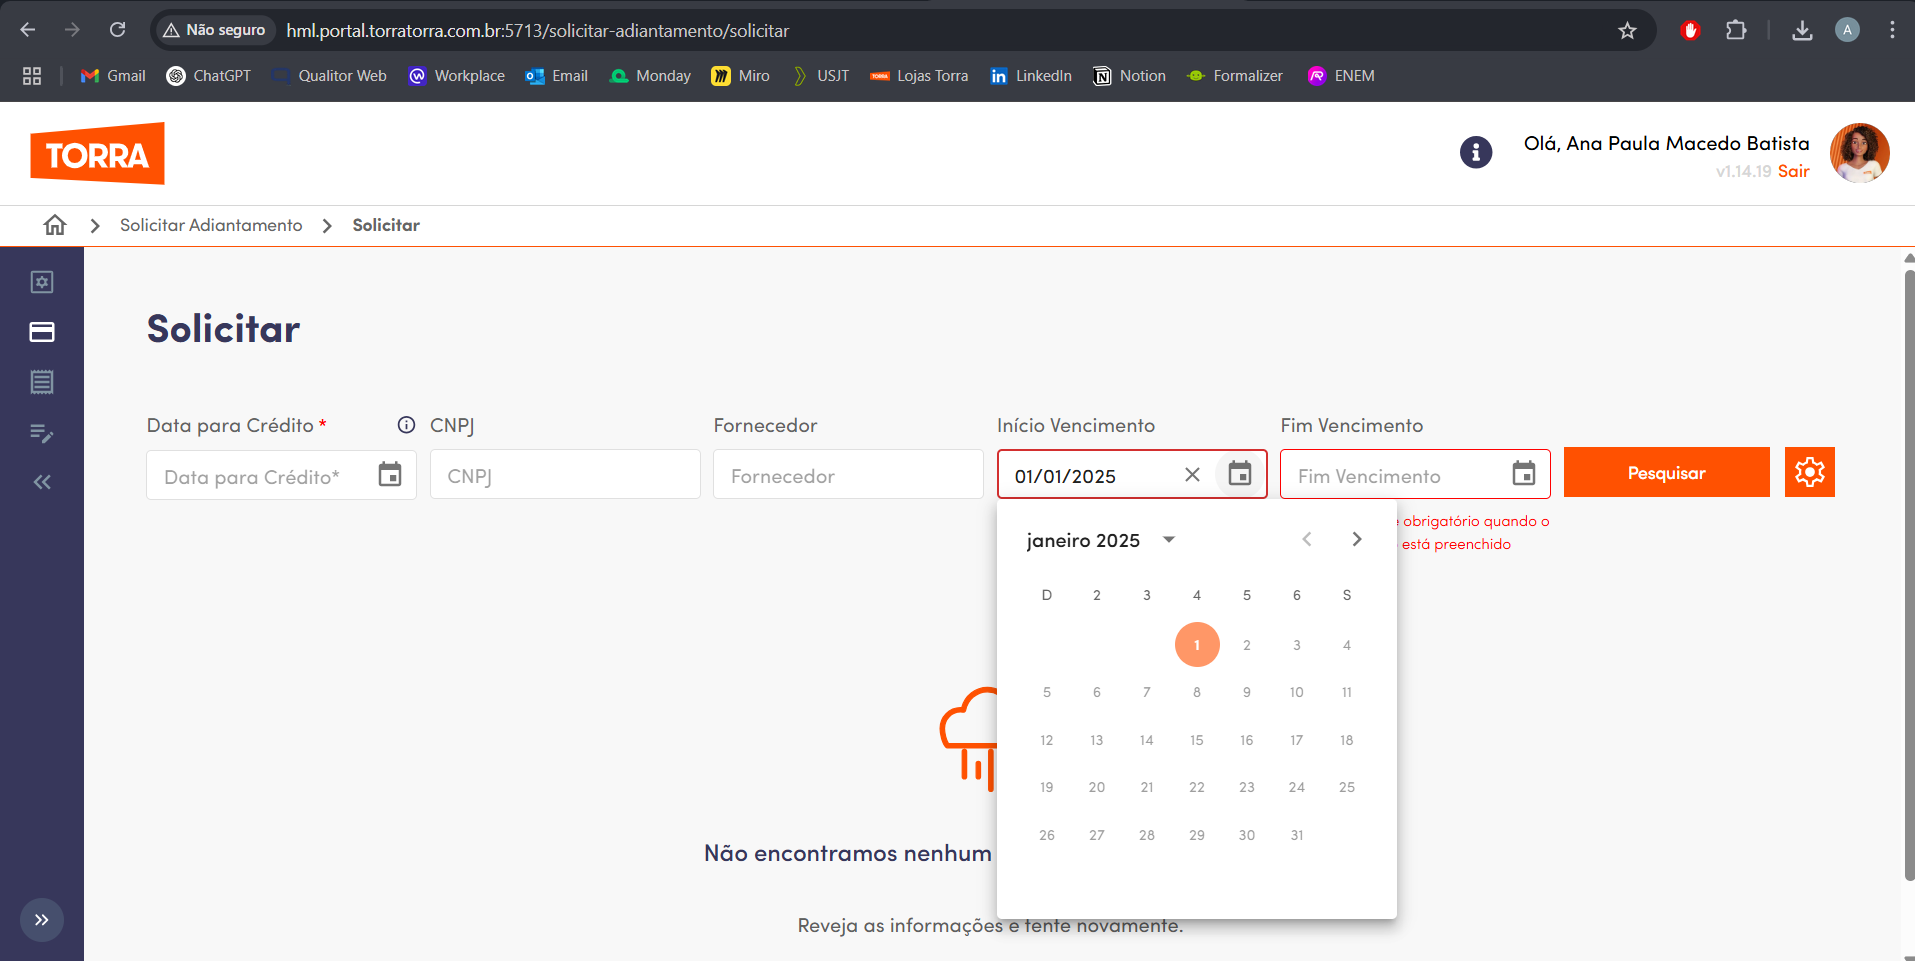 Não seguro
hml.portal.torratorra.com.br:5713/solicitar-adiantamento/solicitar
A
Gmail
ChatGPT
Qualitor Web
Workplace
Email
Monday
Miro
USJT
Lojas Torra
LinkedIn
Notion
Formalizer
ENEM
TORRA
Olá, Ana Paula Macedo Batista
v1.14.19 Sair
Solicitar Adiantamento
Solicitar
Solicitar
Data para Crédito *
CNPJ
Fornecedor
Início Vencimento
Fim Vencimento
Data para Crédito*
CNPJ
Fornecedor
01/01/2025
Fim Vencimento
Pesquisar
obrigatório quando o
está preenchido
janeiro 2025
D 2 3 4 5 6 S
1 2 3 4
5 6 7 8 9 10 11
12 13 14 15 16 17 18
19 20 21 22 23 24 25
26 27 28 29 30 31
Não encontramos nenhum
Reveja as informações e tente novamente.